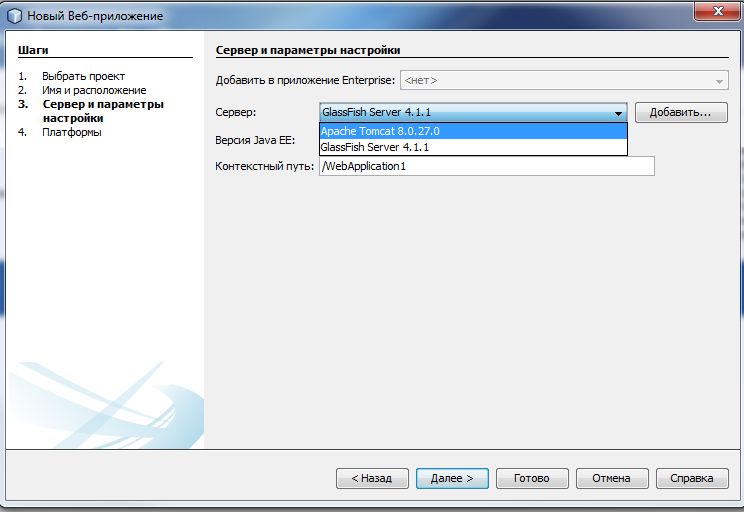 Новый Веб-приложение
Шаги
1. Выбрать проект
2. Имя и расположение
3. Сервер и параметры
настройки
4. Платформы
Сервер и параметры настройки
Добавить в приложение Enterprise: <нет>
Сервер: GlassFish Server 4.1.1 Добавить...
Apache Tomcat 8.0.27.0
Версия Java EE: GlassFish Server 4.1.1
Контекстный путь: /WebApplication1
< Назад Далее > Готово Отмена Справка